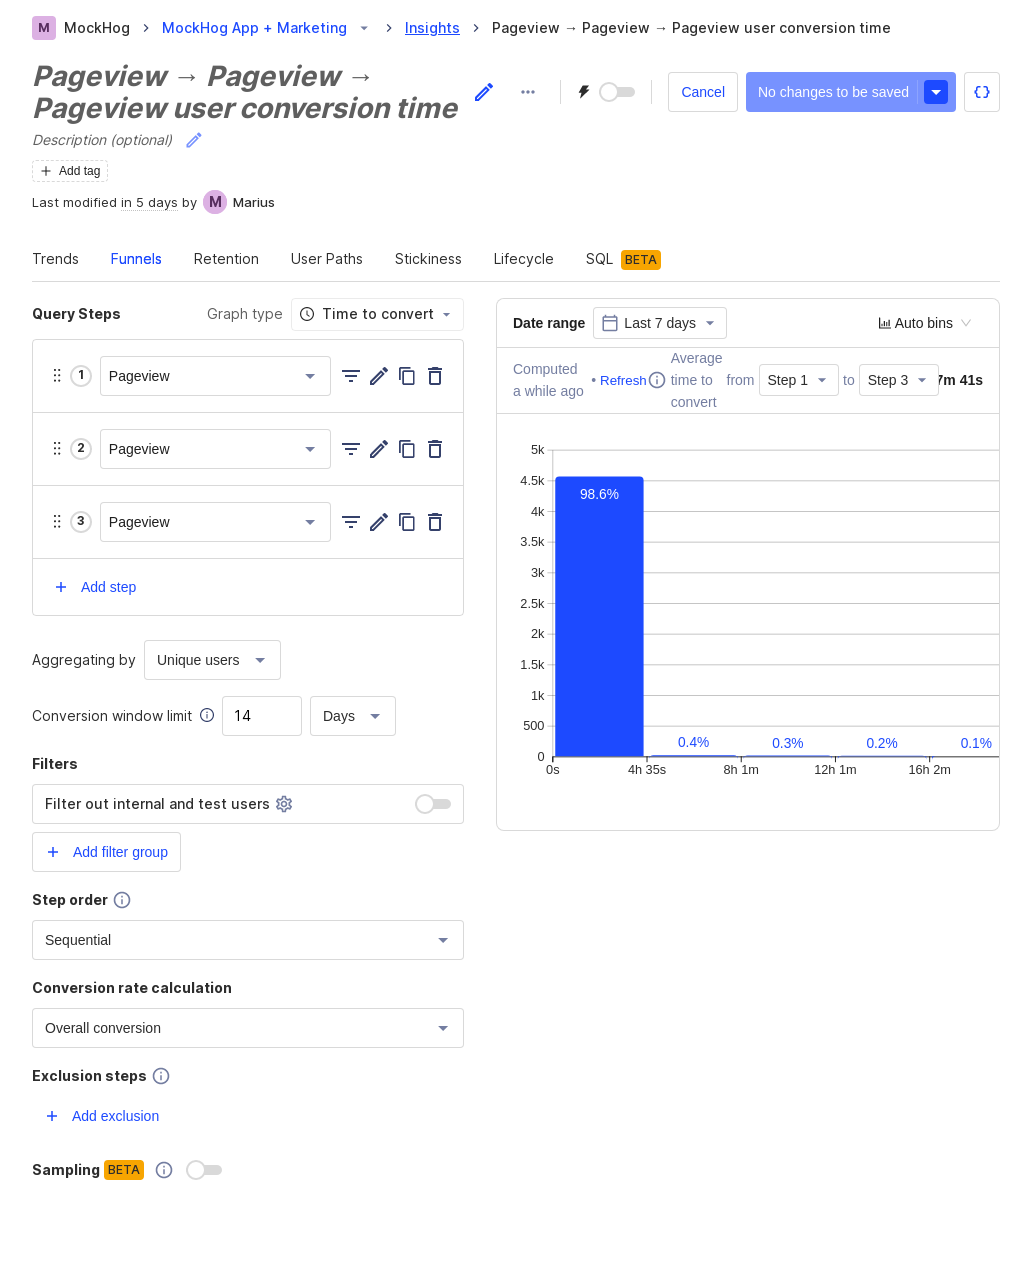 M MockHog > MockHog App + Marketing > Insights > Pageview → Pageview → Pageview user conversion time
Pageview → Pageview →
Pageview user conversion time
Cancel
No changes to be saved
Description (optional)
Add tag
Last modified in 5 days by M Marius
Trends Funnels Retention User Paths Stickiness Lifecycle SQL BETA
Query Steps
Graph type
Time to convert
1 Pageview
2 Pageview
3 Pageview
Add step
Aggregating by Unique users
Conversion window limit 14 Days
Filters
Filter out internal and test users
Add filter group
Step order
Sequential
Conversion rate calculation
Overall conversion
Exclusion steps
Add exclusion
Sampling BETA
Date range Last 7 days
Auto bins
Computed
a while ago
• Refresh
Average
time to
convert
from Step 1 to Step 3 7m 41s
5k
4.5k
4k
3.5k
3k
2.5k
2k
1.5k
1k
500
0
98.6%
0.4% 0.3% 0.2% 0.1%
0s 4h 35s 8h 1m 12h 1m 16h 2m